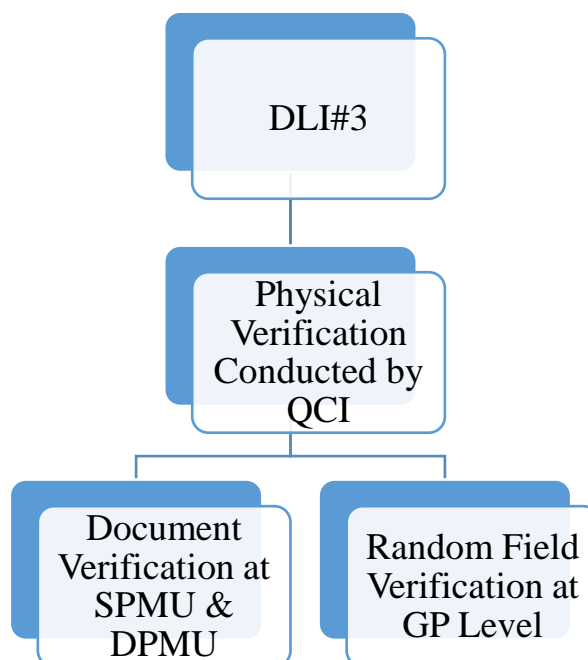 DLI#3
Physical
Verification
Conducted by
QCI
Document
Verification at
SPMU &
DPMU
Random Field
Verification at
GP Level